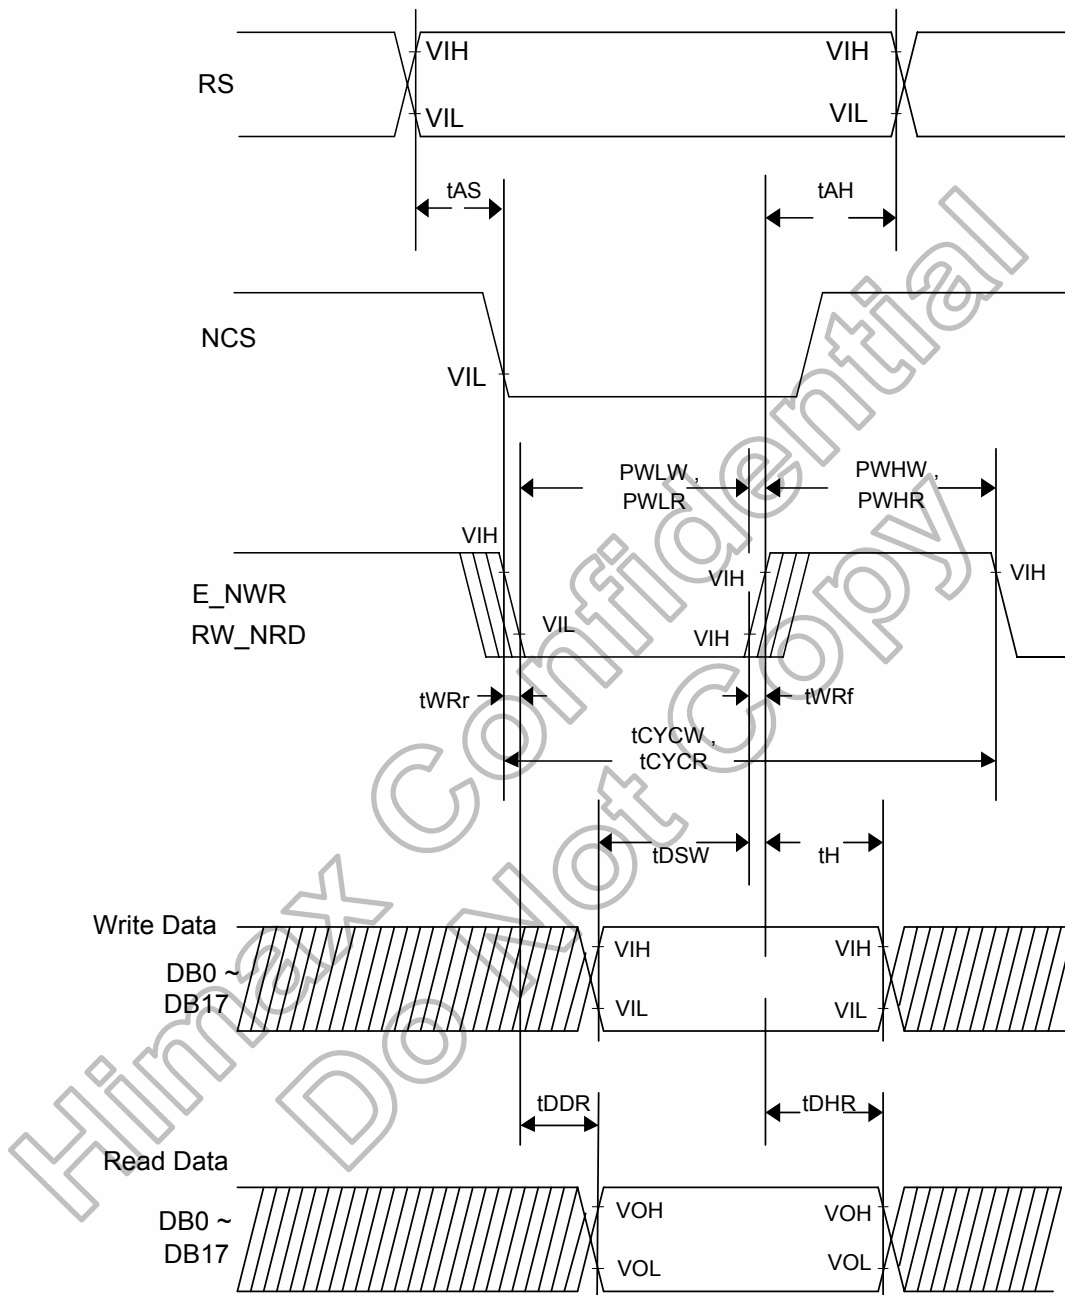 RS
VIH
VIH
VIL
VIL
tAS
tAH
NCS
VIL
PWLW ,
PWLR
PWHW ,
PWHR
VIH
E_NWR
RW_NRD
VIL
VIH
VIH
VIH
tWRr
tWRf
tCYCW ,
tCYCR
tDSW
tH
Write Data
DB0 ~
DB17
VIH
VIH
VIL
VIL
tDDR
tDHR
Read Data
DB0 ~
DB17
VOH
VOH
VOL
VOL
Himax Confidential
Do Not Copy